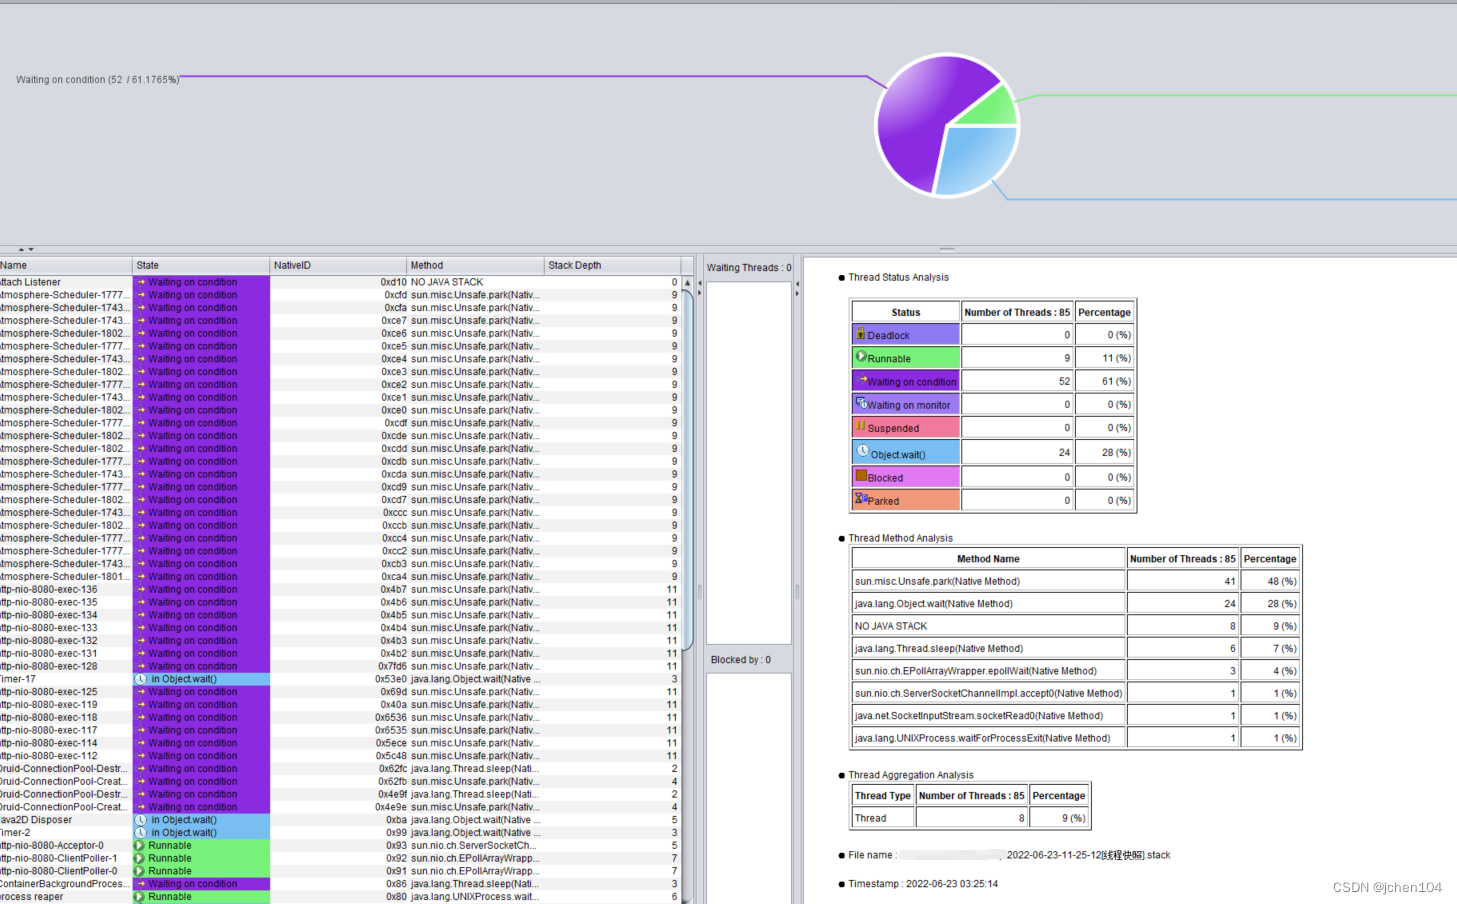 Waiting on condition (52 / 61.1765%)
Name State NativeID Method Stack Depth
ttach Listener Waiting on condition 0xd10 NO JAVA STACK 0
tmosphere-Scheduler-1777... Waiting on condition 0xcfd sun.misc.Unsafe.park(Nativ... 9
tmosphere-Scheduler-1743... Waiting on condition 0xcfa sun.misc.Unsafe.park(Nativ... 9
tmosphere-Scheduler-1743... Waiting on condition 0xce7 sun.misc.Unsafe.park(Nativ... 9
tmosphere-Scheduler-1802... Waiting on condition 0xce6 sun.misc.Unsafe.park(Nativ... 9
tmosphere-Scheduler-1777... Waiting on condition 0xce5 sun.misc.Unsafe.park(Nativ... 9
tmosphere-Scheduler-1743... Waiting on condition 0xce4 sun.misc.Unsafe.park(Nativ... 9
tmosphere-Scheduler-1802... Waiting on condition 0xce3 sun.misc.Unsafe.park(Nativ... 9
tmosphere-Scheduler-1777... Waiting on condition 0xce2 sun.misc.Unsafe.park(Nativ... 9
tmosphere-Scheduler-1743... Waiting on condition 0xce1 sun.misc.Unsafe.park(Nativ... 9
tmosphere-Scheduler-1802... Waiting on condition 0xce0 sun.misc.Unsafe.park(Nativ... 9
tmosphere-Scheduler-1777... Waiting on condition 0xcdf sun.misc.Unsafe.park(Nativ... 9
tmosphere-Scheduler-1802... Waiting on condition 0xcde sun.misc.Unsafe.park(Nativ... 9
tmosphere-Scheduler-1802... Waiting on condition 0xcdd sun.misc.Unsafe.park(Nativ... 9
tmosphere-Scheduler-1777... Waiting on condition 0xcdb sun.misc.Unsafe.park(Nativ... 9
tmosphere-Scheduler-1743... Waiting on condition 0xcda sun.misc.Unsafe.park(Nativ... 9
tmosphere-Scheduler-1777... Waiting on condition 0xcd9 sun.misc.Unsafe.park(Nativ... 9
tmosphere-Scheduler-1802... Waiting on condition 0xcd7 sun.misc.Unsafe.park(Nativ... 9
tmosphere-Scheduler-1743... Waiting on condition 0xccc sun.misc.Unsafe.park(Nativ... 9
tmosphere-Scheduler-1802... Waiting on condition 0xccb sun.misc.Unsafe.park(Nativ... 9
tmosphere-Scheduler-1777... Waiting on condition 0xcc4 sun.misc.Unsafe.park(Nativ... 9
tmosphere-Scheduler-1777... Waiting on condition 0xcc2 sun.misc.Unsafe.park(Nativ... 9
tmosphere-Scheduler-1743... Waiting on condition 0xcb3 sun.misc.Unsafe.park(Nativ... 9
tmosphere-Scheduler-1801... Waiting on condition 0xca4 sun.misc.Unsafe.park(Nativ... 9
ttp-nio-8080-exec-136 Waiting on condition 0x4b7 sun.misc.Unsafe.park(Nativ... 11
ttp-nio-8080-exec-135 Waiting on condition 0x4b6 sun.misc.Unsafe.park(Nativ... 11
ttp-nio-8080-exec-134 Waiting on condition 0x4b5 sun.misc.Unsafe.park(Nativ... 11
ttp-nio-8080-exec-133 Waiting on condition 0x4b4 sun.misc.Unsafe.park(Nativ... 11
ttp-nio-8080-exec-132 Waiting on condition 0x4b3 sun.misc.Unsafe.park(Nativ... 11
ttp-nio-8080-exec-131 Waiting on condition 0x4b2 sun.misc.Unsafe.park(Nativ... 11
ttp-nio-8080-exec-128 Waiting on condition 0x7fd6 sun.misc.Unsafe.park(Nativ... 11
Timer-17 in Object.wait() 0x53e0 java.lang.Object.wait(Native ... 3
ttp-nio-8080-exec-125 Waiting on condition 0x69d sun.misc.Unsafe.park(Nativ... 11
ttp-nio-8080-exec-119 Waiting on condition 0x40a sun.misc.Unsafe.park(Nativ... 11
ttp-nio-8080-exec-118 Waiting on condition 0x6536 sun.misc.Unsafe.park(Nativ... 11
ttp-nio-8080-exec-117 Waiting on condition 0x6535 sun.misc.Unsafe.park(Nativ... 11
ttp-nio-8080-exec-114 Waiting on condition 0x5ece sun.misc.Unsafe.park(Nativ... 11
ttp-nio-8080-exec-112 Waiting on condition 0x5c48 sun.misc.Unsafe.park(Nativ... 11
Druid-ConnectionPool-Destr... Waiting on condition 0x62fc java.lang.Thread.sleep(Nati... 2
Druid-ConnectionPool-Creat... Waiting on condition 0x62fb sun.misc.Unsafe.park(Nativ... 4
Druid-ConnectionPool-Destr... Waiting on condition 0x4e9f java.lang.Thread.sleep(Nati... 2
Druid-ConnectionPool-Creat... Waiting on condition 0x4e9e sun.misc.Unsafe.park(Nativ... 4
Java2D Disposer in Object.wait() 0xba java.lang.Object.wait(Native ... 5
Timer-2 in Object.wait() 0x99 java.lang.Object.wait(Native ... 3
ttp-nio-8080-Acceptor-0 Runnable 0x93 sun.nio.ch.ServerSocketCh... 5
ttp-nio-8080-ClientPoller-1 Runnable 0x92 sun.nio.ch.EPollArrayWrapp... 7
ttp-nio-8080-ClientPoller-0 Runnable 0x91 sun.nio.ch.EPollArrayWrapp... 7
ContainerBackgroundProces... Waiting on condition 0x86 java.lang.Thread.sleep(Nati... 3
process reaper Runnable 0x80 java.lang.UNIXProcess.wait... 6
Waiting Threads : 0
Blocked by : 0
Thread Status Analysis
Status Number of Threads : 85 Percentage
Deadlock 0 0 (%)
Runnable 9 11 (%)
Waiting on condition 52 61 (%)
Waiting on monitor 0 0 (%)
Suspended 0 0 (%)
Object.wait() 24 28 (%)
Blocked 0 0 (%)
Parked 0 0 (%)
Thread Method Analysis
Method Name Number of Threads : 85 Percentage
sun.misc.Unsafe.park(Native Method) 41 48 (%)
java.lang.Object.wait(Native Method) 24 28 (%)
NO JAVA STACK 8 9 (%)
java.lang.Thread.sleep(Native Method) 6 7 (%)
sun.nio.ch.EPollArrayWrapper.epollWait(Native Method) 3 4 (%)
sun.nio.ch.ServerSocketChannelImpl.accept0(Native Method) 1 1 (%)
java.net.SocketInputStream.socketRead0(Native Method) 1 1 (%)
java.lang.UNIXProcess.waitForProcessExit(Native Method) 1 1 (%)
Thread Aggregation Analysis
Thread Type Number of Threads : 85 Percentage
Thread 8 9 (%)
File name : 2022-06-23-11-25-12[线程快照].stack
Timestamp : 2022-06-23 03:25:14
CSDN @jchen104